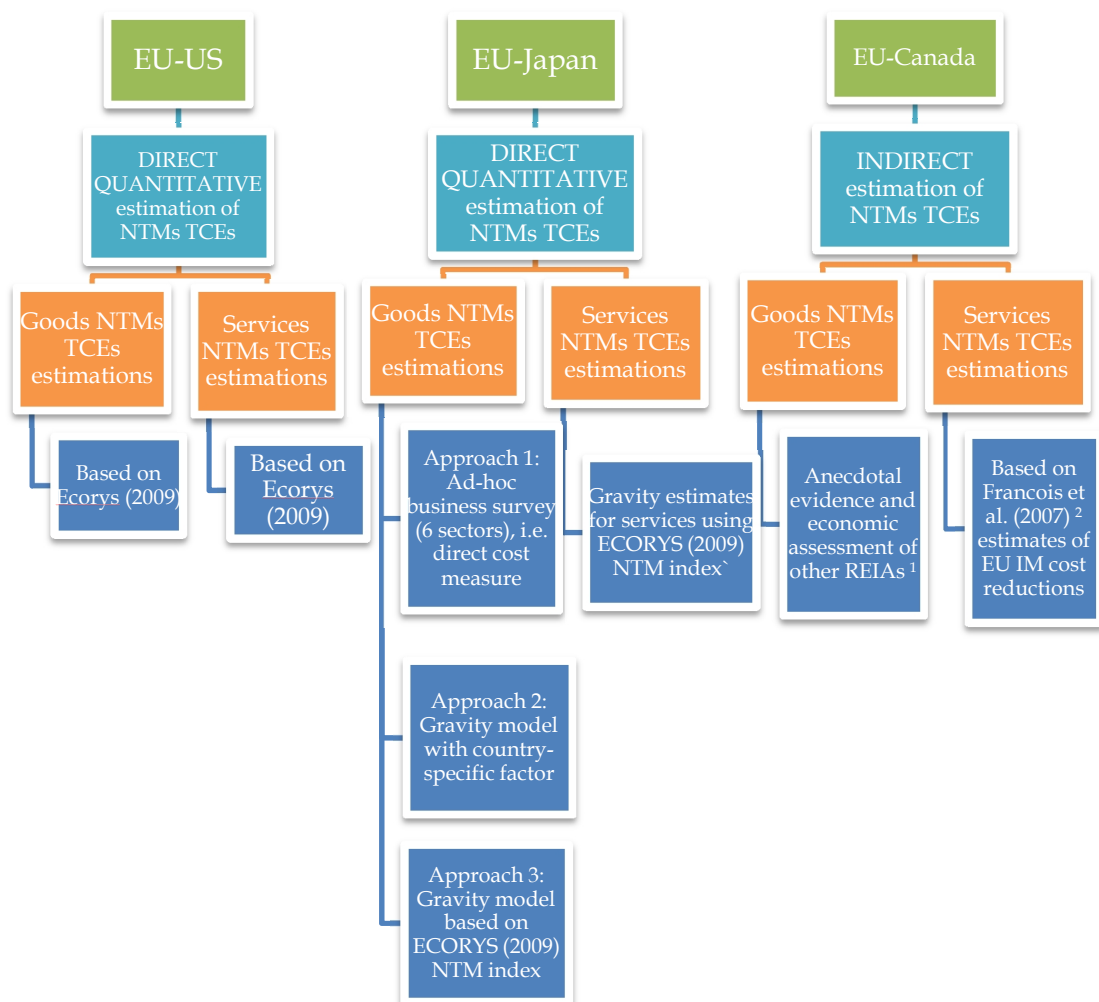 EU-US
DIRECT
QUANTITATIVE
estimation of
NTMs TCEs
Goods NTMs
TCEs
estimations
Based on
Ecorys (2009)
Services
NTMs TCEs
estimations
Based on
Ecorys
(2009)
EU-Japan
DIRECT
QUANTITATIVE
estimation of
NTMs TCEs
Goods NTMs
TCEs
estimations
Approach 1:
Ad-hoc
business survey
(6 sectors), i.e.
direct cost
measure
Approach 2:
Gravity model
with country-
specific factor
Approach 3:
Gravity model
based on
ECORYS (2009)
NTM index
Services
NTMs TCEs
estimations
Gravity estimates
for services using
ECORYS (2009)
NTM index`
EU-Canada
INDIRECT
estimation of
NTMs TCEs
Goods NTMs
TCEs
estimations
Anecdotal
evidence and
economic
assessment of
other REIAs ¹
Services
NTMs TCEs
estimations
Based on
Francois et
al. (2007) ²
estimates of
EU IM cost
reductions